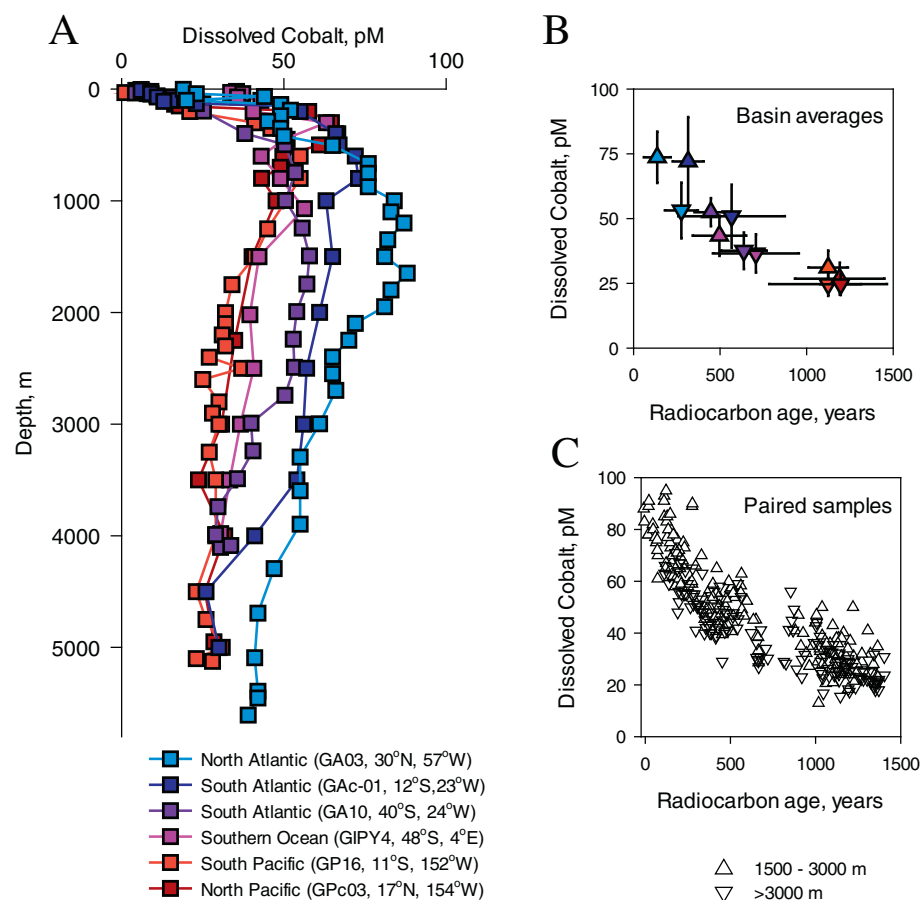 A
Dissolved Cobalt, pM
0 50 100
0
1000
2000
3000
4000
5000
Depth, m
North Atlantic (GA03, 30°N, 57°W)
South Atlantic (GAc-01, 12°S,23°W)
South Atlantic (GA10, 40°S, 24°W)
Southern Ocean (GIPY4, 48°S, 4°E)
South Pacific (GP16, 11°S, 152°W)
North Pacific (GPc03, 17°N, 154°W)
B
Basin averages
Dissolved Cobalt, pM
100
75
50
25
0
0 500 1000 1500
Radiocarbon age, years
C
Paired samples
Dissolved Cobalt, pM
100
80
60
40
20
0
0 500 1000 1500
Radiocarbon age, years
1500 - 3000 m
>3000 m